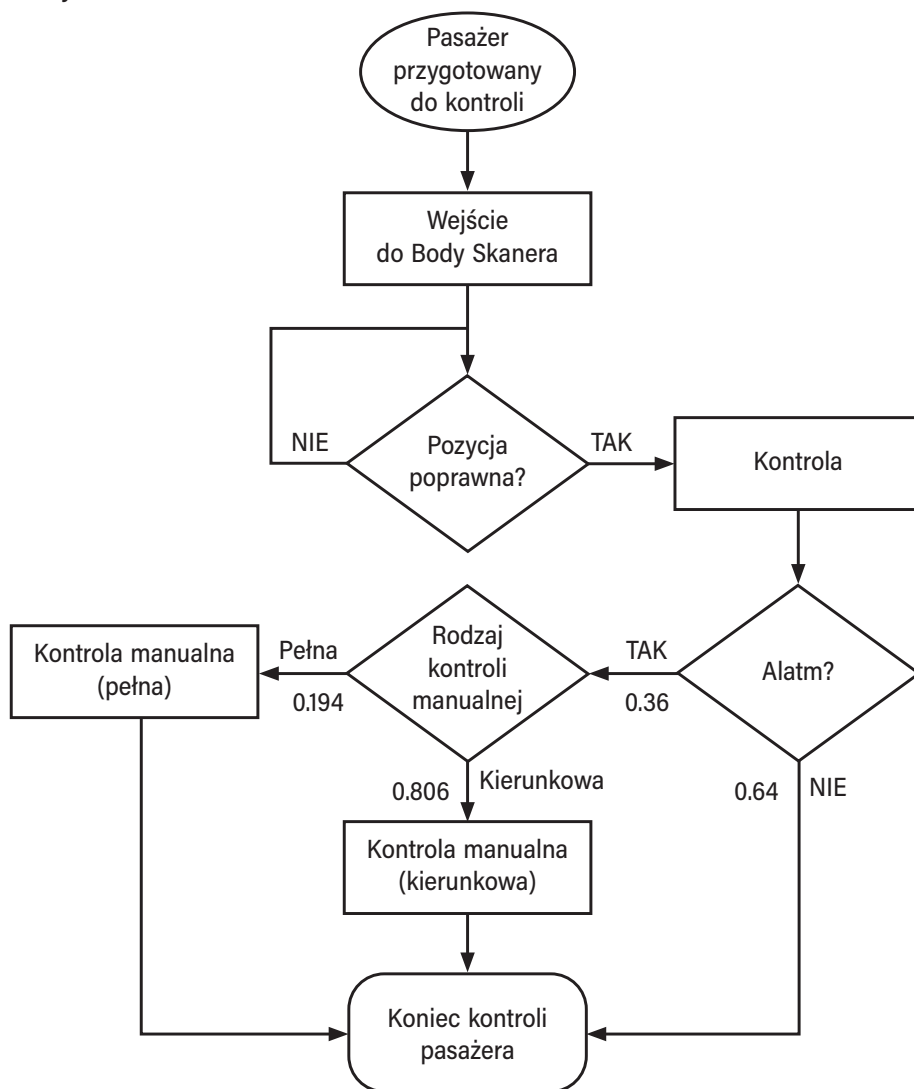 Pasażer
przygotowany
do kontroli
Wejście
do Body Skanera
NIE
Pozycja
poprawna?
TAK
Kontrola
Kontrola manualna
(pełna)
Pełna
0.194
Rodzaj
kontroli
manualnej
TAK
0.36
Alatm?
0.806
Kierunkowa
0.64
NIE
Kontrola manualna
(kierunkowa)
Koniec kontroli
pasażera